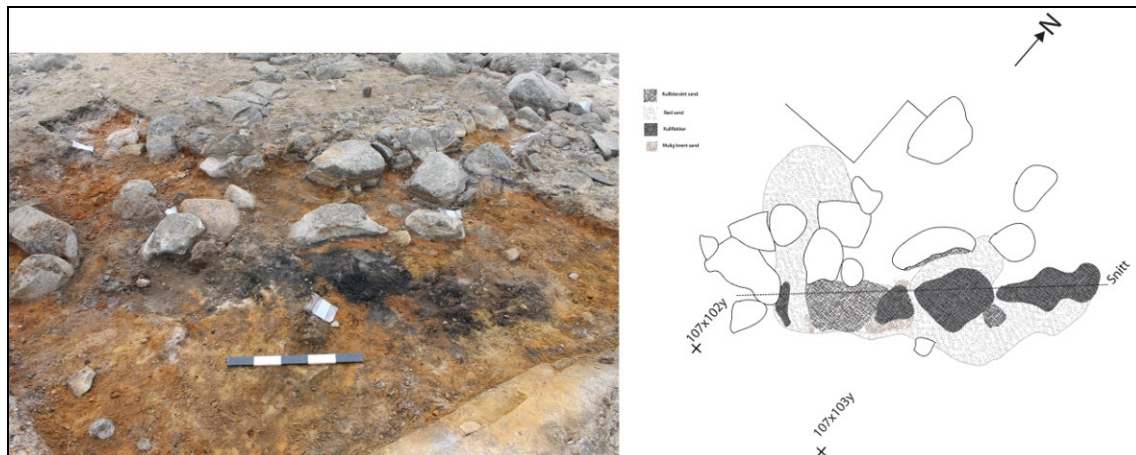 N
Kullblandet sand
Rød sand
Kullflekker
Mulig brent sand
Snitt
107x102y
107x103y